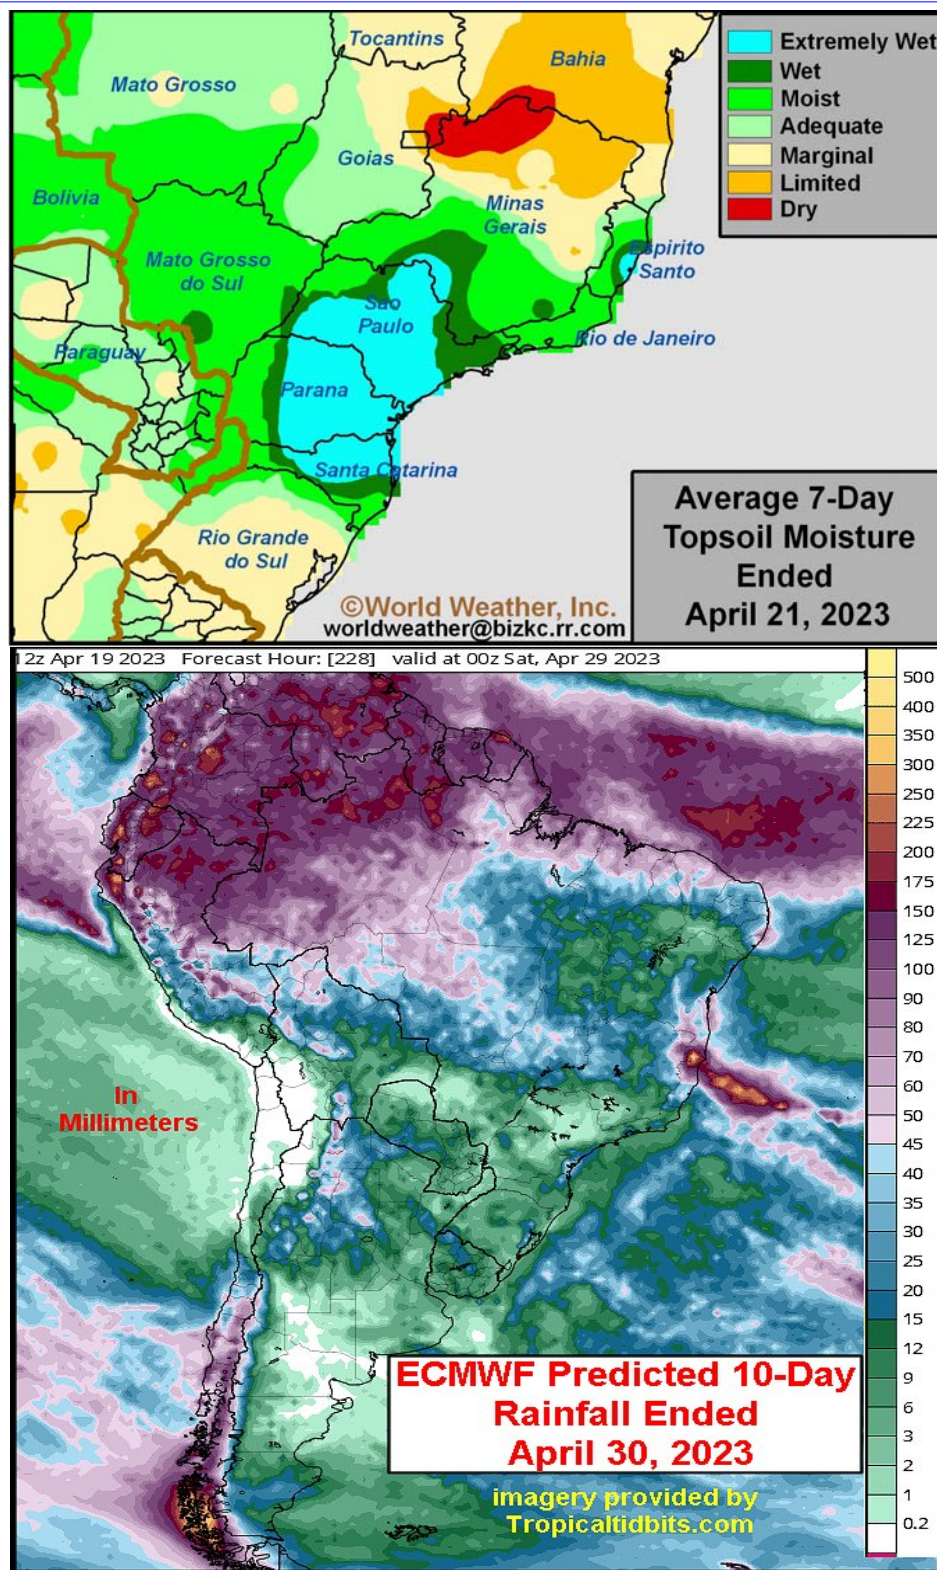 Tocantins
Bahia
Mato Grosso
Goias
Bolivia
Minas
Gerais
Mato Grosso
do Sul
Espirito
Santo
Sao
Paulo
Rio de Janeiro
Paraguay
Parana
Santa Catarina
Rio Grande
do Sul
Extremely Wet
Wet
Moist
Adequate
Marginal
Limited
Dry
Average 7-Day
Topsoil Moisture
Ended
April 21, 2023
©World Weather, Inc.
worldweather@bizkc.rr.com
12z Apr 19 2023 Forecast Hour: [228] valid at 00z Sat, Apr 29 2023
In
Millimeters
500
400
350
300
225
200
175
150
125
100
90
80
70
60
50
45
40
35
30
25
20
15
12
9
6
3
2
1
0.2
ECMWF Predicted 10-Day
Rainfall Ended
April 30, 2023
imagery provided by
Tropicaltidbits.com